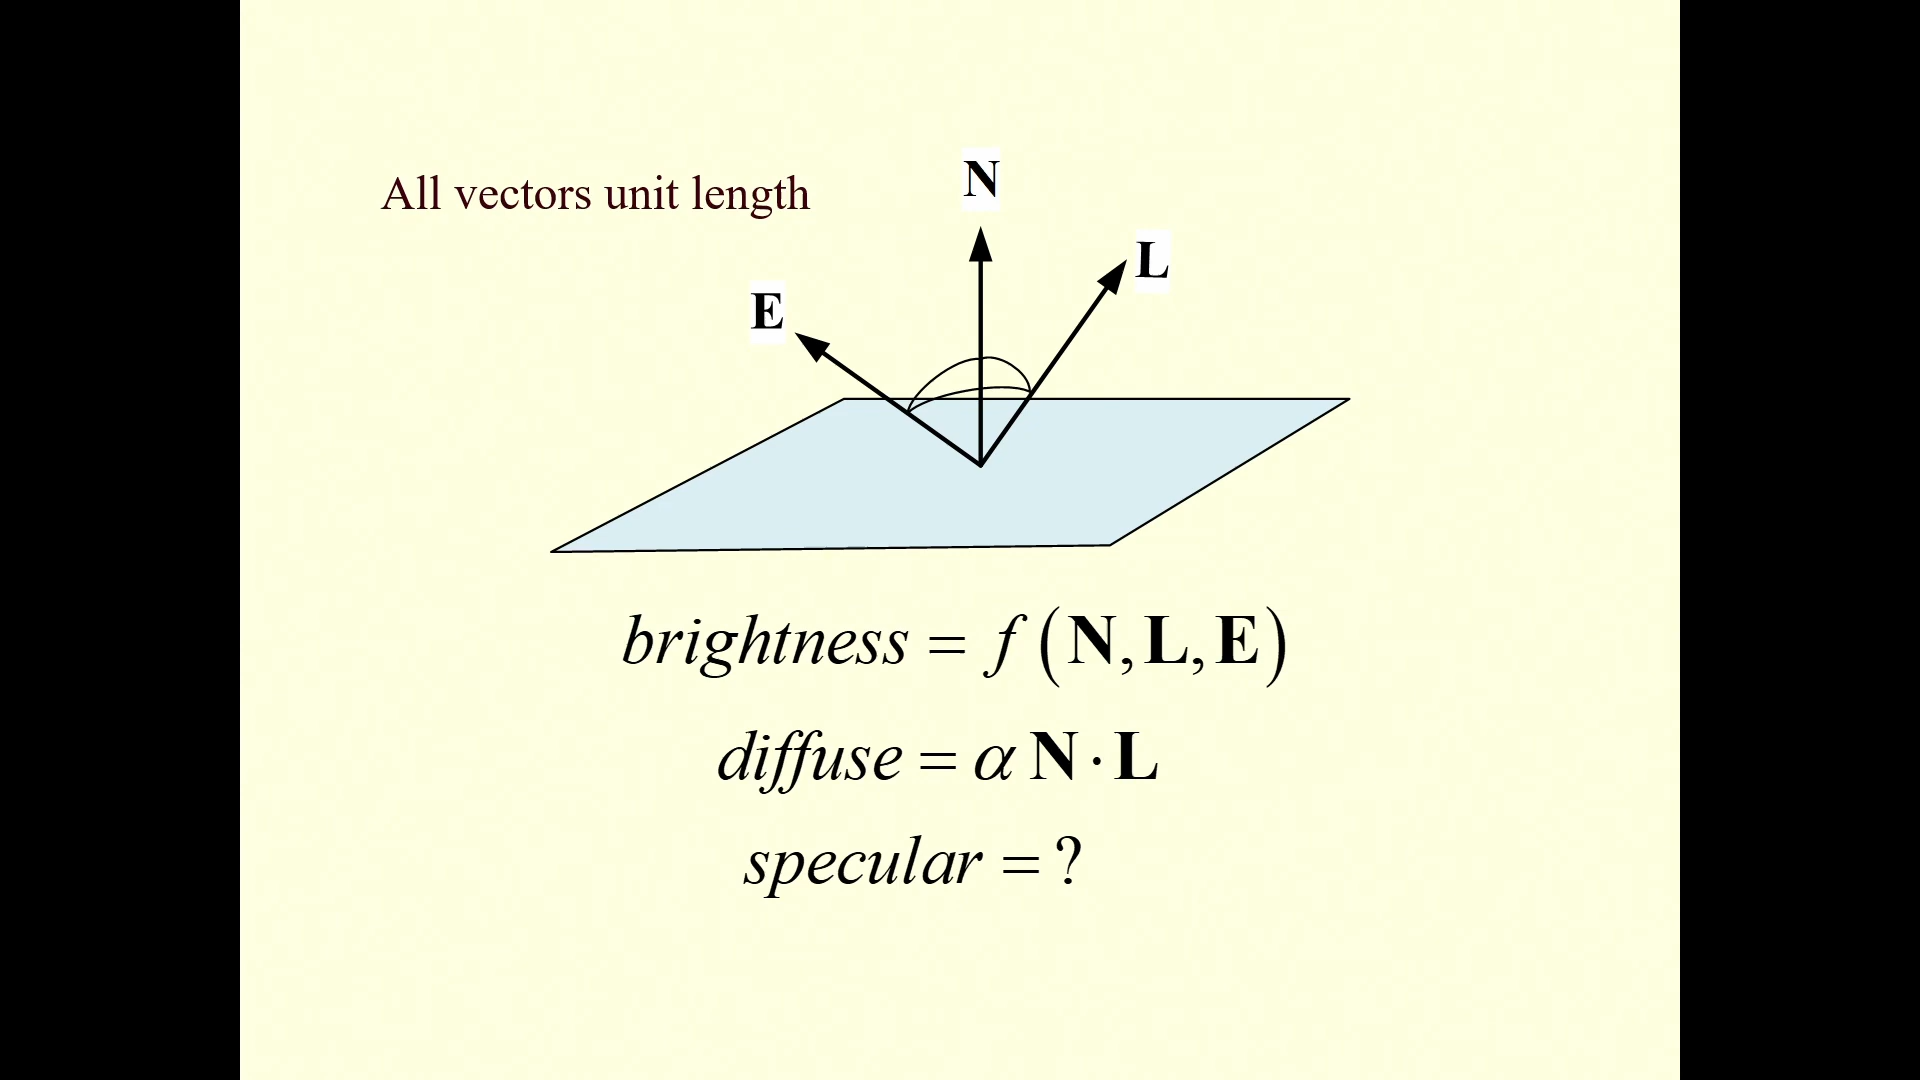 All vectors unit length
N
L
E
brightness = f (N, L, E)
diffuse = α N · L
specular = ?